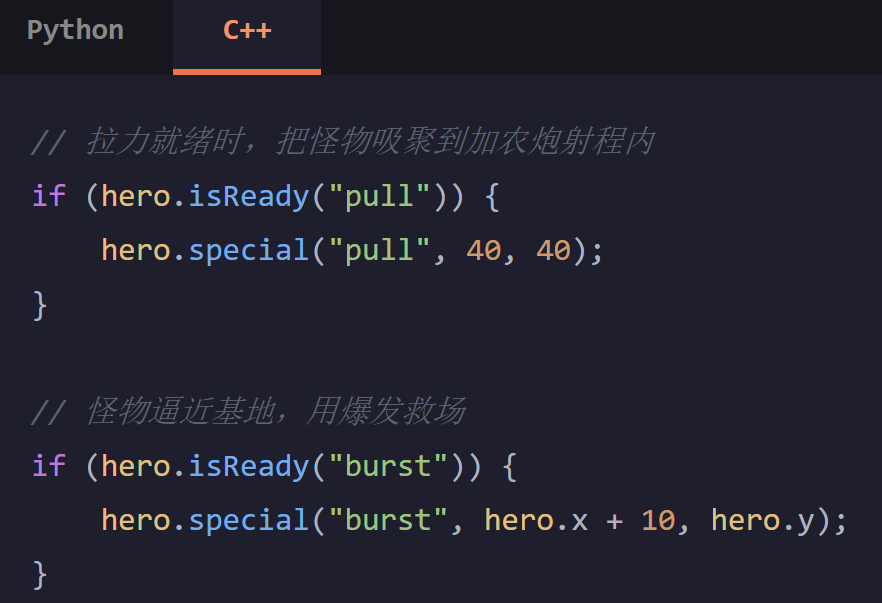 Python C++
// 拉力就绪时，把怪物吸聚到加农炮射程内
if (hero.isReady("pull")) {
    hero.special("pull", 40, 40);
}
// 怪物逼近基地，用爆发救场
if (hero.isReady("burst")) {
    hero.special("burst", hero.x + 10, hero.y);
}